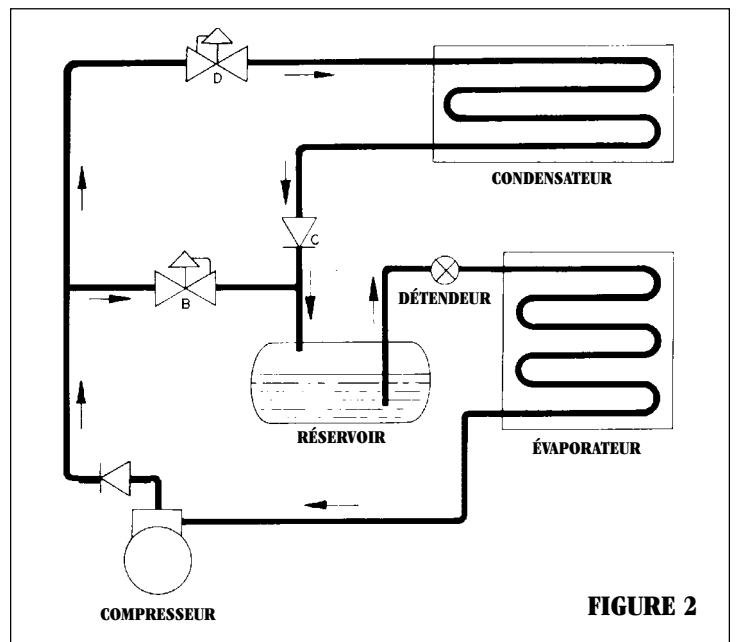 D
CONDENSATEUR
C
B
DÉTENDEUR
RÉSERVOIR
ÉVAPORATEUR
COMPRESSEUR
FIGURE 2